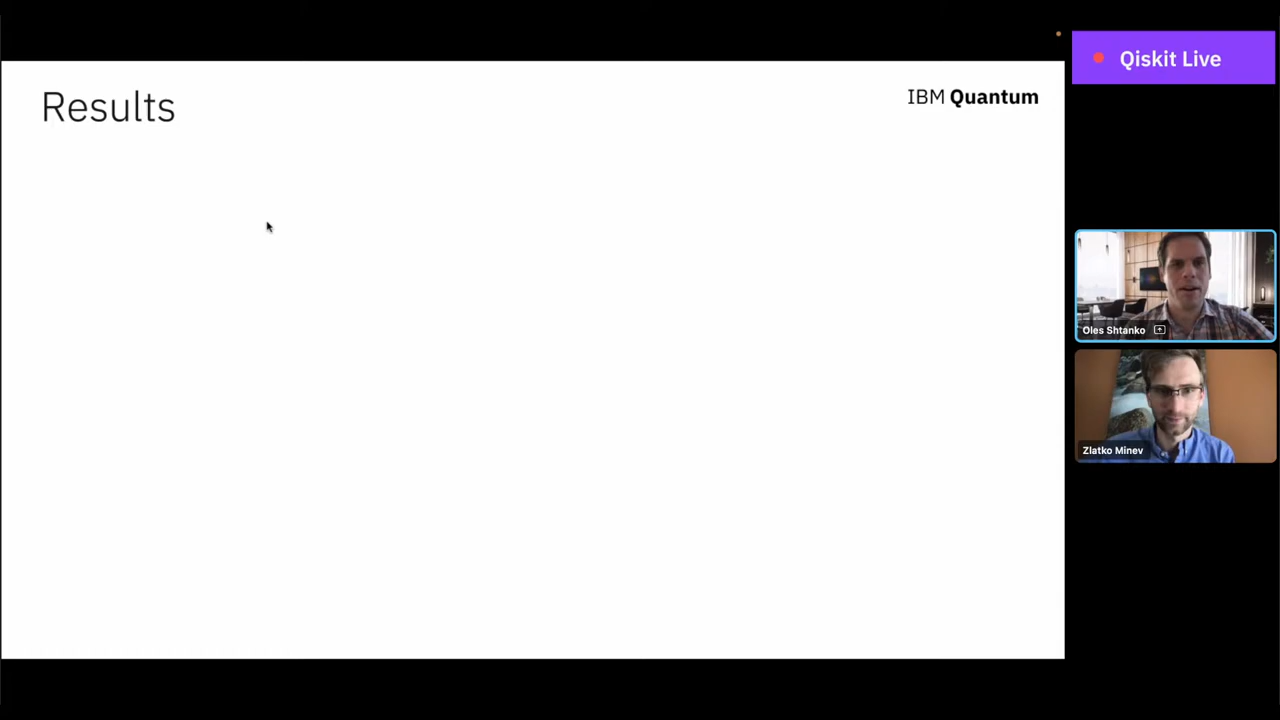 Results
IBM Quantum
Qiskit Live
Oles Shtanko
Zlatko Minev